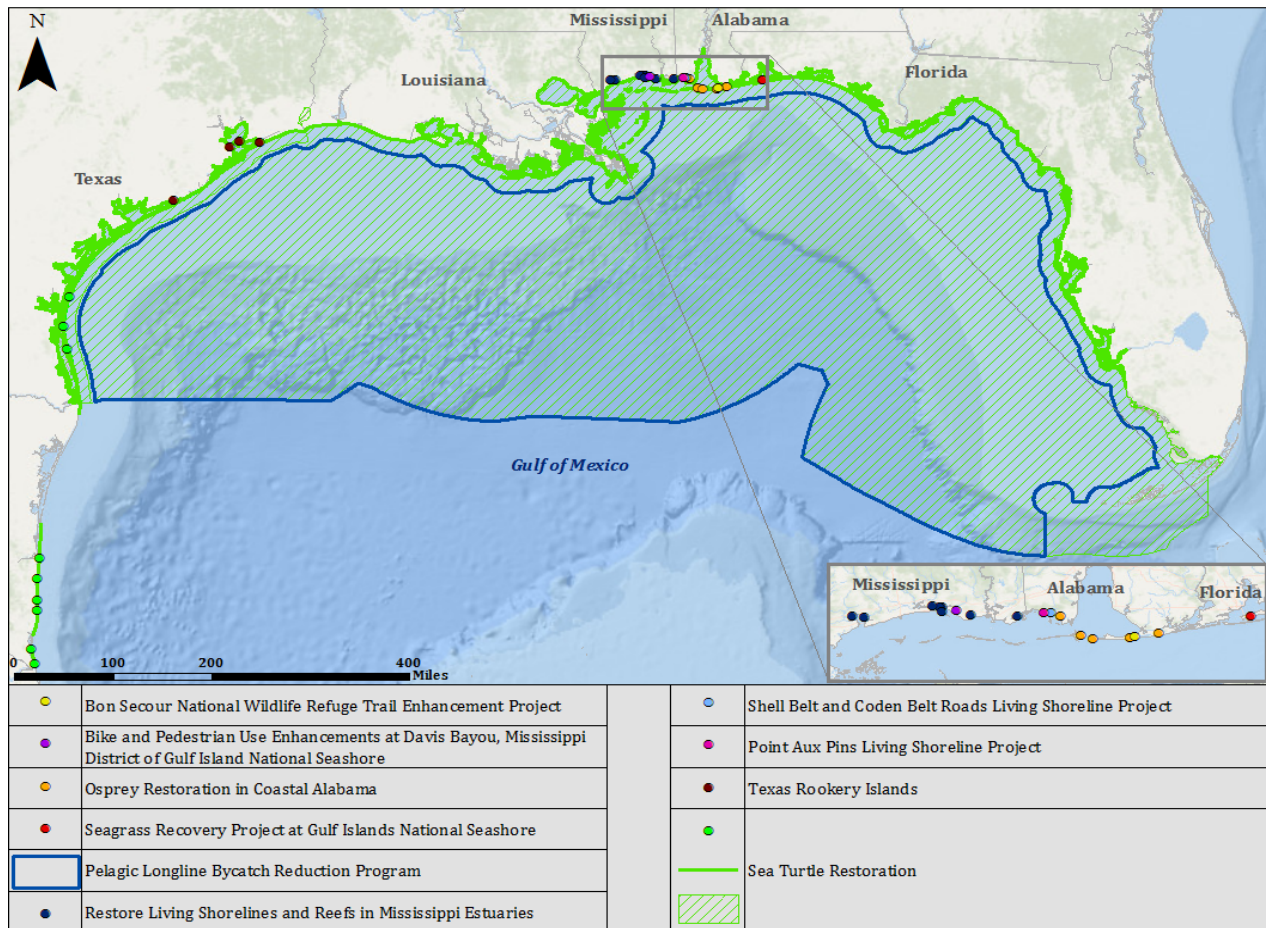 N
Mississippi
Alabama
Louisiana
Florida
Texas
Gulf of Mexico
Mississippi
Alabama
Florida
0
100
200
400
Miles
Bon Secour National Wildlife Refuge Trail Enhancement Project
Bike and Pedestrian Use Enhancements at Davis Bayou, Mississippi
District of Gulf Island National Seashore
Osprey Restoration in Coastal Alabama
Seagrass Recovery Project at Gulf Islands National Seashore
Pelagic Longline Bycatch Reduction Program
Restore Living Shorelines and Reefs in Mississippi Estuaries
Shell Belt and Coden Belt Roads Living Shoreline Project
Point Aux Pins Living Shoreline Project
Texas Rookery Islands
Sea Turtle Restoration